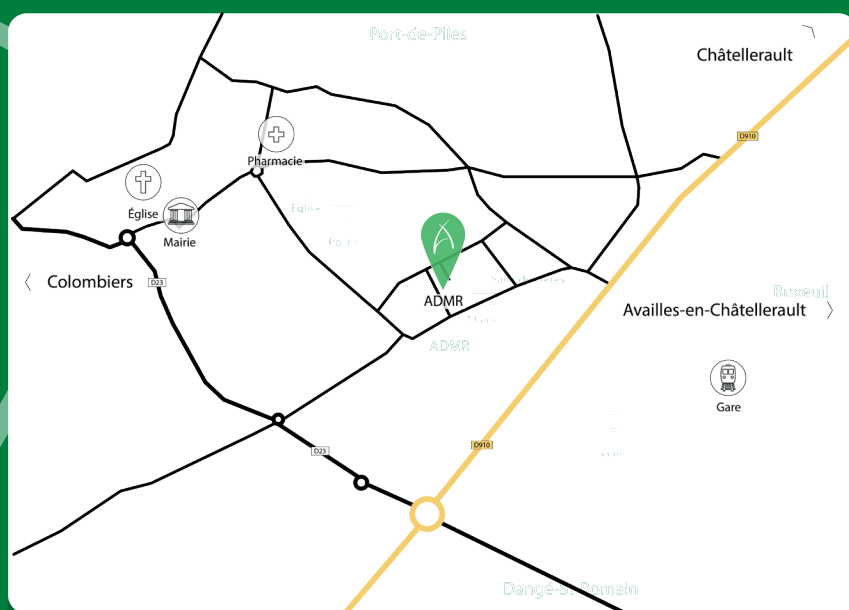 Port-de-Piles
Châtellerault
D910
Pharmacie
Église
Mairie
Église
Colombiers
D23
ADMR
Buxeuil
Availles-en-Châtellerault
ADMR
Gare
D910
D23
Dangé-St Romain